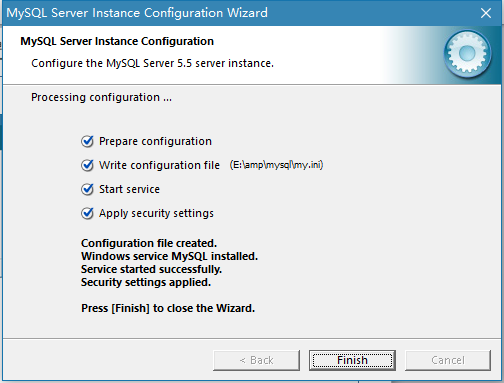 MySQL Server Instance Configuration Wizard
MySQL Server Instance Configuration
Configure the MySQL Server 5.5 server instance.
Processing configuration ...
Prepare configuration
Write configuration file (E:\amp\mysql\my.ini)
Start service
Apply security settings
Configuration file created.
Windows service MySQL installed.
Service started successfully.
Security settings applied.
Press [Finish] to close the Wizard.
< Back Finish Cancel